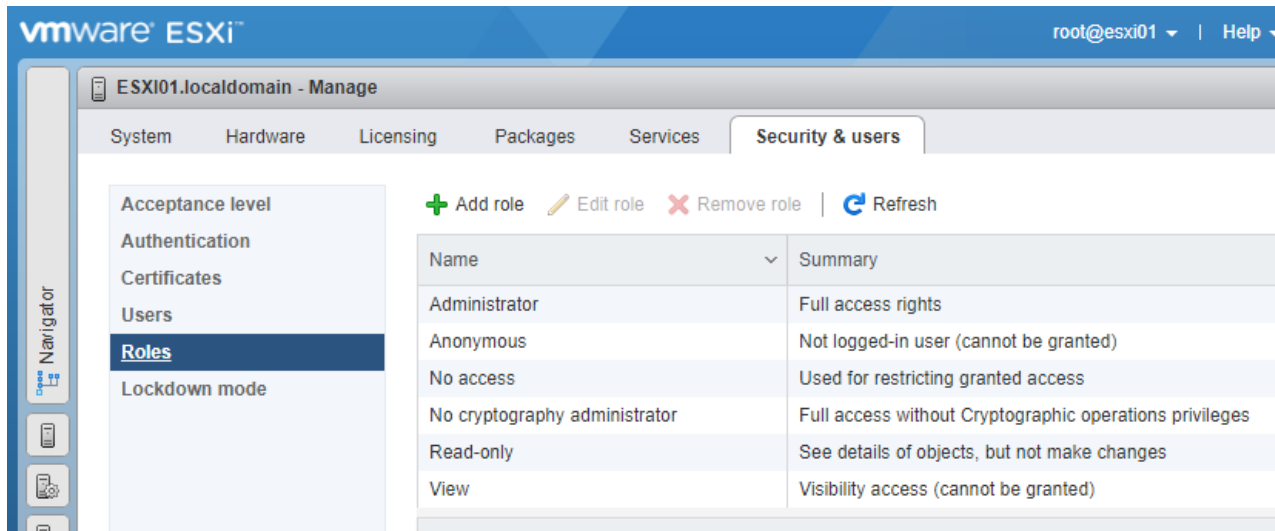 vmware® ESXi™
root@esxi01 | Help
ESXI01.localdomain - Manage
System Hardware Licensing Packages Services Security & users
Navigator
Acceptance level
Authentication
Certificates
Users
Roles
Lockdown mode
Add role Edit role Remove role | Refresh
Name Summary
Administrator Full access rights
Anonymous Not logged-in user (cannot be granted)
No access Used for restricting granted access
No cryptography administrator Full access without Cryptographic operations privileges
Read-only See details of objects, but not make changes
View Visibility access (cannot be granted)